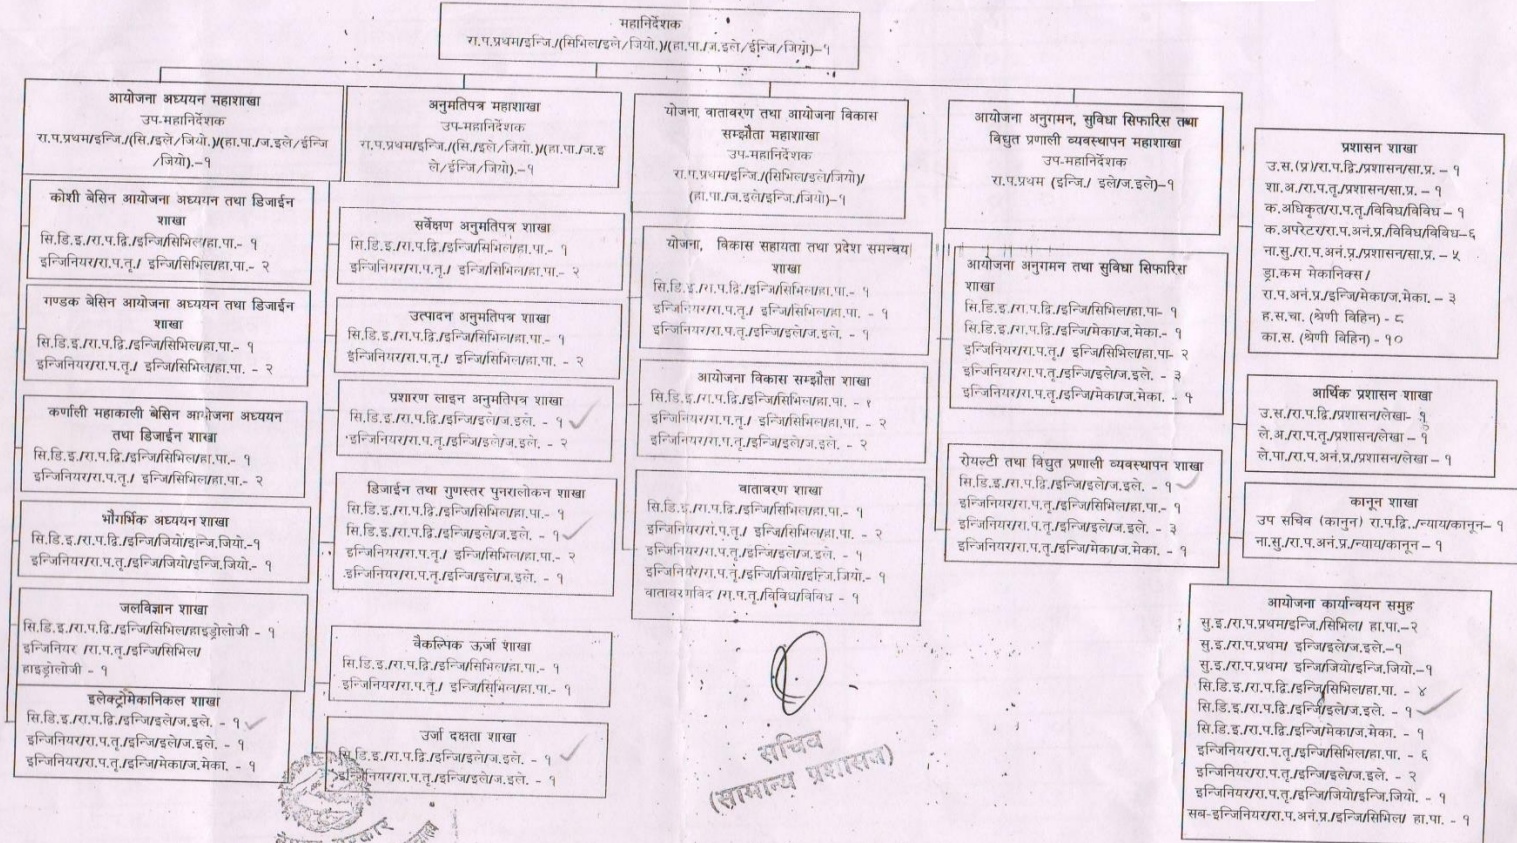 महानिर्देशक
रा.प.प्रथम/इन्जि./(सिभिल/इले/जियो.)/(हा.पा./ज.इले/ईन्जि/जियो)–१
आयोजना अध्ययन महाशाखा
उप-महानिर्देशक
रा.प.प्रथम/इन्जि./(सि./इले/जियो.)/(हा.पा./ज.इले/ईन्जि
/जियो).–१
कोशी बेसिन आयोजना अध्ययन तथा डिजाईन
शाखा
सि.डि.इ./रा.प.द्वि./इन्जि/सिभिल/हा.पा.- १
इन्जिनियर/रा.प.तृ./ इन्जि/सिभिल/हा.पा.- २
गण्डक बेसिन आयोजना अध्ययन तथा डिजाईन
शाखा
सि.डि.इ./रा.प.द्वि./इन्जि/सिभिल/हा.पा.- १
इन्जिनियर/रा.प.तृ./ इन्जि/सिभिल/हा.पा. - २
कर्णाली महाकाली बेसिन आयोजना अध्ययन
तथा डिजाईन शाखा
सि.डि.इ./रा.प.द्वि./इन्जि/सिभिल/हा.पा.- १
इन्जिनियर/रा.प.तृ./ इन्जि/सिभिल/हा.पा.- २
भौगर्भिक अध्ययन शाखा
सि.डि.इ./रा.प.द्वि./इन्जि/जियो/इन्जि.जियो.-१
इन्जिनियर/रा.प.तृ./इन्जि/जियो/इन्जि.जियो.- १
जलविज्ञान शाखा
सि.डि.इ./रा.प.द्वि./इन्जि/सिभिल/हाइड्रोलोजी - १
इन्जिनियर /रा.प.तृ./इन्जि/सिभिल/
हाइड्रोलोजी - १
इलेक्ट्रोमेकानिकल शाखा
सि.डि.इ./रा.प.द्वि./इन्जि/इले/ज.इले. - १
इन्जिनियर/रा.प.तृ./इन्जि/इले/ज.इले. - १
इन्जिनियर/रा.प.तृ./इन्जि/मेका/ज.मेका. - १
अनुमतिपत्र महाशाखा
उप-महानिर्देशक
रा.प.प्रथम/इन्जि./(सि./इले/जियो.)/(हा.पा./ज.इ
ले/ईन्जि/जियो).–१
सर्वेक्षण अनुमतिपत्र शाखा
सि.डि.इ./रा.प.द्वि./इन्जि/सिभिल/हा.पा.- १
इन्जिनियर/रा.प.तृ./ इन्जि/सिभिल/हा.पा. - २
उत्पादन अनुमतिपत्र शाखा
सि.डि.इ./रा.प.द्वि./इन्जि/सिभिल/हा.पा.- १
ईन्जिनियर/रा.प.तृ./ इन्जि/सिभिल/हा.पा. - २
प्रशारण लाइन अनुमतिपत्र शाखा
सि.डि.इ./रा.प.द्वि./इन्जि/इले/ज.इले. - १
इन्जिनियर/रा.प.तृ./इन्जि/इले/ज.इले. - २
डिजाईन तथा गुणस्तर पुनरालोकन शाखा
सि.डि.इ./रा.प.द्वि./इन्जि/सिभिल/हा.पा.- १
सि.डि.इ./रा.प.द्वि./इन्जि/इले/ज.इले. - १
इन्जिनियर/रा.प.तृ./ इन्जि/सिभिल/हा.पा.- २
इन्जिनियर/रा.प.तृ./इन्जि/इले/ज.इले. - १
वैकल्पिक ऊर्जा शाखा
सि.डि.इ./रा.प.द्वि./इन्जि/सिभिल/हा.पा.- १
इन्जिनियर/रा.प.तृ./ इन्जि/सिभिल/हा.पा. - १
उर्जा दक्षता शाखा
सि.डि.इ./रा.प.द्वि./इन्जि/इले/ज.इले. - १
इन्जिनियर/रा.प.तृ./इन्जि/इले/ज.इले. - १
योजना, वातावरण तथा आयोजना विकास
सम्झौता महाशाखा
उप-महानिर्देशक
रा.प.प्रथम/इन्जि./(सिभिल/इले/जियो)/
(हा.पा./ज.इले/इन्जि./जियो)–१
योजना, विकास सहायता तथा प्रदेश समन्वय
शाखा
सि.डि.इ./रा.प.द्वि./इन्जि/सिभिल/हा.पा.- १
इन्जिनियर/रा.प.तृ./ इन्जि/सिभिल/हा.पा. - १
इन्जिनियर/रा.प.तृ./इन्जि/इले/ज.इले. - १
आयोजना विकास सम्झौता शाखा
सि.डि.इ./रा.प.द्वि./इन्जि/सिभिल/हा.पा. - १
इन्जिनियर/रा.प.तृ./ इन्जि/सिभिल/हा.पा. - २
इन्जिनियर/रा.प.तृ./इन्जि/इले/ज.इले. - २
वातावरण शाखा
सि.डि.इ./रा.प.द्वि./इन्जि/सिभिल/हा.पा.- १
इन्जिनियर/रा.प.तृ./ इन्जि/सिभिल/हा.पा. - २
इन्जिनियर/रा.प.तृ./इन्जि/इले/ज.इले. - १
इन्जिनियर/रा.प.तृ./इन्जि/जियो/इन्जि.जियो.- १
वातावरणविद /रा.प.तृ./विविध/विविध - १
आयोजना अनुगमन, सुविधा सिफारिस तथा
विद्युत प्रणाली व्यवस्थापन महाशाखा
उप-महानिर्देशक
रा.प.प्रथम (इन्जि./ इले/ज.इले)–१
आयोजना अनुगमन तथा सुविधा सिफारिस
शाखा
सि.डि.इ./रा.प.द्वि./इन्जि/सिभिल/हा.पा- १
सि.डि.इ./रा.प.द्वि./इन्जि/मेका/ज.मेका.- १
इन्जिनियर/रा.प.तृ./ इन्जि/सिभिल/हा.पा- २
इन्जिनियर/रा.प.तृ./इन्जि/इले/ज.इले. - ३
इन्जिनियर/रा.प.तृ./इन्जि/मेका/ज.मेका. - १
रोयल्टी तथा विद्युत प्रणाली व्यवस्थापन शाखा
सि.डि.इ./रा.प.द्वि./इन्जि/इले/ज.इले. - १
इन्जिनियर/रा.प.तृ./इन्जि/सिभिल/हा.पा.- १
इन्जिनियर/रा.प.तृ./इन्जि/इले/ज.इले. - ३
इन्जिनियर/रा.प.तृ./इन्जि/मेका/ज.मेका. - १
प्रशासन शाखा
उ.स.(प्र)/रा.प.द्वि./प्रशासन/सा.प्र. – १
शा.अ./रा.प.तृ./प्रशासन/सा.प्र. – १
क.अधिकृत/रा.प.तृ./विविध/विविध – १
क.अपरेटर/रा.प.अनं.प्र./विविध/विविध–६
ना.सु./रा.प.अनं.प्र./प्रशासन/सा.प्र. – ५
ड्रा.कम मेकानिक्स /
रा.प.अनं.प्र./इन्जि/मेका/ज.मेका. – ३
ह.स.चा. (श्रेणी विहिन) - ८
का.स. (श्रेणी विहिन) - १०
आर्थिक प्रशासन शाखा
उ.स./रा.प.द्वि./प्रशासन/लेखा- १
ले.अ./रा.प.तृ./प्रशासन/लेखा – १
ले.पा./रा.प.अनं.प्र./प्रशासन/लेखा – १
कानून शाखा
उप सचिव (कानुन) रा.प.द्वि../न्याय/कानून– १
ना.सु./रा.प.अनं.प्र./न्याय/कानून – १
आयोजना कार्यान्वयन समुह
सु.इ./रा.प.प्रथम/इन्जि./सिभिल/ हा.पा.–२
सु.इ./रा.प.प्रथम/ इन्जि/इले/ज.इले.–१
सु.इ./रा.प.प्रथम/ इन्जि/जियो/इन्जि.जियो.–१
सि.डि.इ./रा.प.द्वि./इन्जि/सिभिल/हा.पा. - ४
सि.डि.इ./रा.प.द्वि./इन्जि/इले/ज.इले. - १
सि.डि.इ./रा.प.द्वि./इन्जि/मेका/ज.मेका. - १
इन्जिनियर/रा.प.तृ./इन्जि/सिभिल/हा.पा. - ६
इन्जिनियर/रा.प.तृ./इन्जि/इले/ज.इले. - २
इन्जिनियर/रा.प.तृ./इन्जि/जियो/इन्जि.जियो. - १
सब-इन्जिनियर/रा.प.अनं.प्र./इन्जि/सिभिल/ हा.पा. - १
सचिव
(सामान्य प्रशासन)
नेपाल सरकार